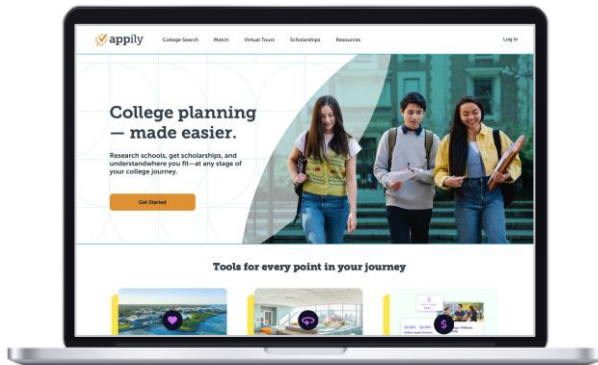 appily
College Search Match Virtual Tours Scholarships Resources Log in
College planning
— made easier.
Research schools, get scholarships, and
understandwhere you fit—at any stage of
your college journey.
Get Started
Tools for every point in your journey
$